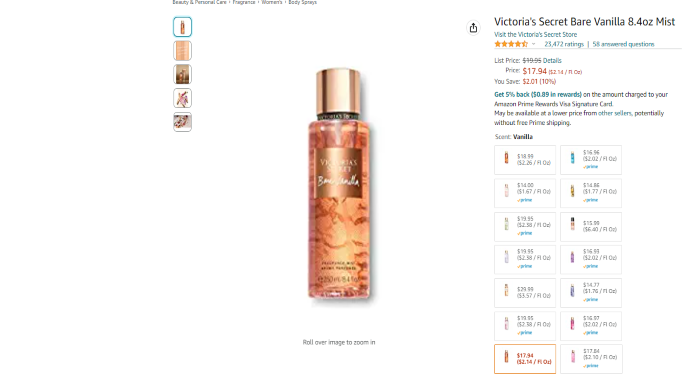 Beauty & Personal Care › Fragrance › Women's › Body Sprays
Victoria's Secret Bare Vanilla 8.4oz Mist
Visit the Victoria's Secret Store
23,472 ratings | 58 answered questions
List Price: $19.95 Details
Price: $17.94 ($2.14 / Fl Oz)
You Save: $2.01 (10%)
Get 5% back ($0.89 in rewards) on the amount charged to your
Amazon Prime Rewards Visa Signature Card.
May be available at a lower price from other sellers, potentially
without free Prime shipping.
Scent: Vanilla
$18.99
($2.26 / Fl Oz)
$16.96
($2.02 / Fl Oz)
prime
$14.00
($1.67 / Fl Oz)
prime
$14.86
($1.77 / Fl Oz)
prime
$19.95
($2.38 / Fl Oz)
prime
$15.99
($6.40 / Fl Oz)
prime
$19.95
($2.38 / Fl Oz)
prime
$16.93
($2.02 / Fl Oz)
prime
$29.99
($3.57 / Fl Oz)
prime
$14.77
($1.76 / Fl Oz)
prime
$19.95
($2.38 / Fl Oz)
prime
$16.97
($2.02 / Fl Oz)
prime
$17.94
($2.14 / Fl Oz)
$17.84
($2.10 / Fl Oz)
prime
VICTORIA'S SECRET
VICTORIA'S
SECRET
Bare Vanilla
FRAGRANCE MIST
Roll over image to zoom in